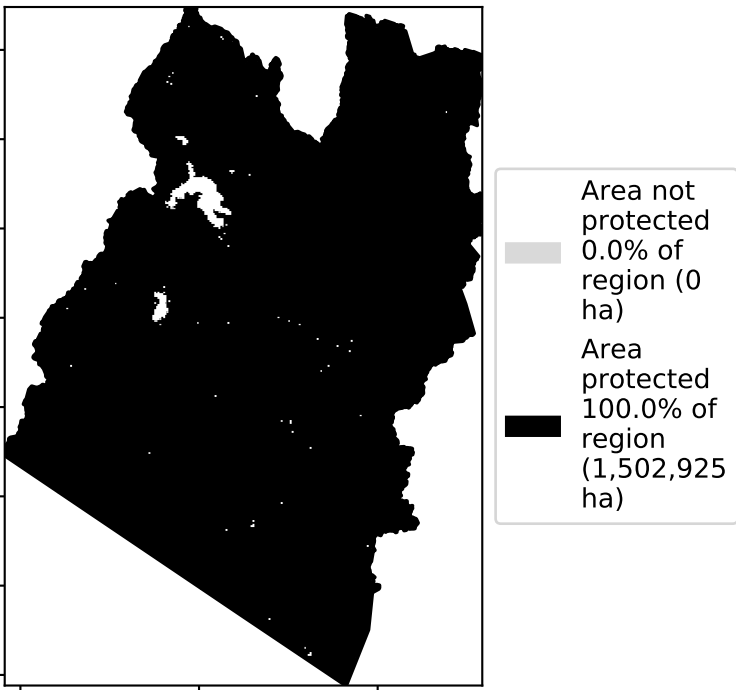 Area not
protected
0.0% of
region (0
ha)
Area
protected
100.0% of
region
(1,502,925
ha)